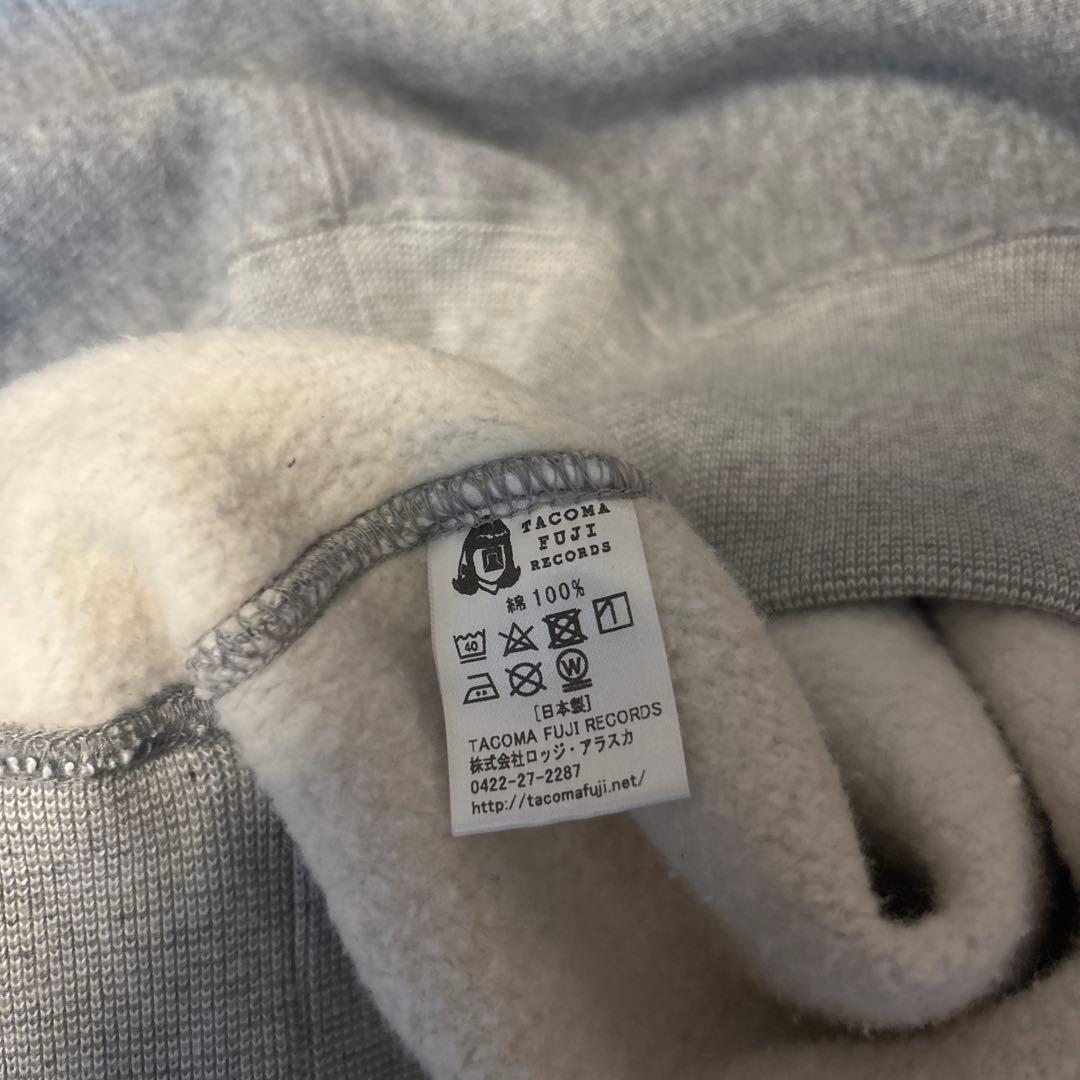 TACOMA
FUJI
RECORDS
綿 100%
40
W
[日本製]
TACOMA FUJI RECORDS
株式会社ロッジ・アラスカ
0422-27-2287
http://tacomafuji.net/